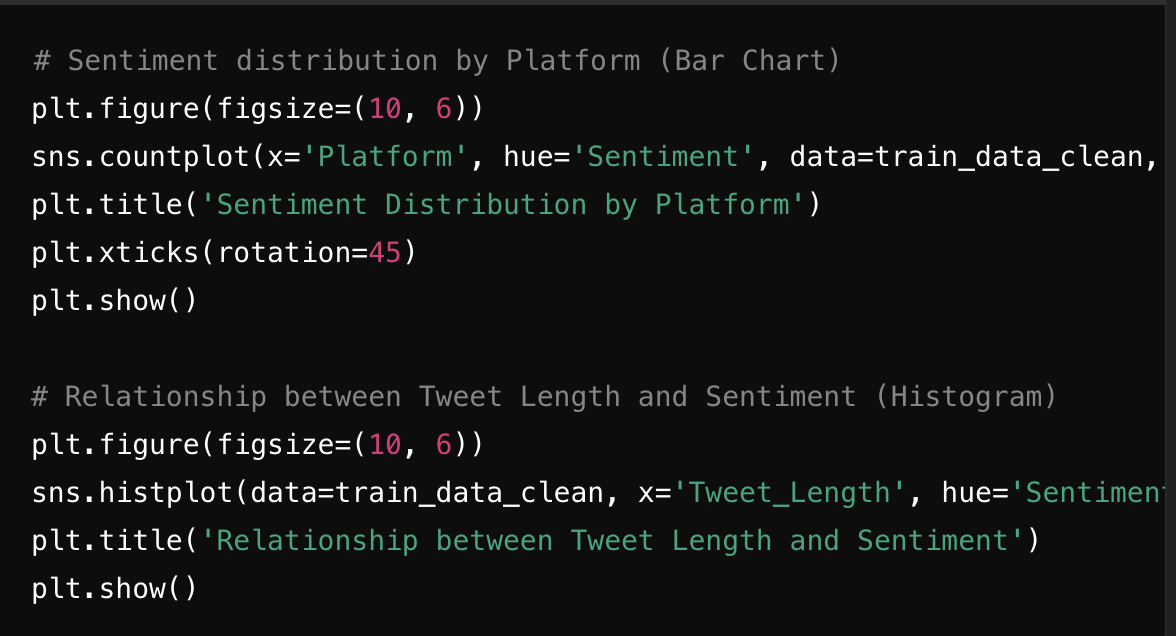 # Sentiment distribution by Platform (Bar Chart)
plt.figure(figsize=(10, 6))
sns.countplot(x='Platform', hue='Sentiment', data=train_data_clean,
plt.title('Sentiment Distribution by Platform')
plt.xticks(rotation=45)
plt.show()
# Relationship between Tweet Length and Sentiment (Histogram)
plt.figure(figsize=(10, 6))
sns.histplot(data=train_data_clean, x='Tweet_Length', hue='Sentiment
plt.title('Relationship between Tweet Length and Sentiment')
plt.show()